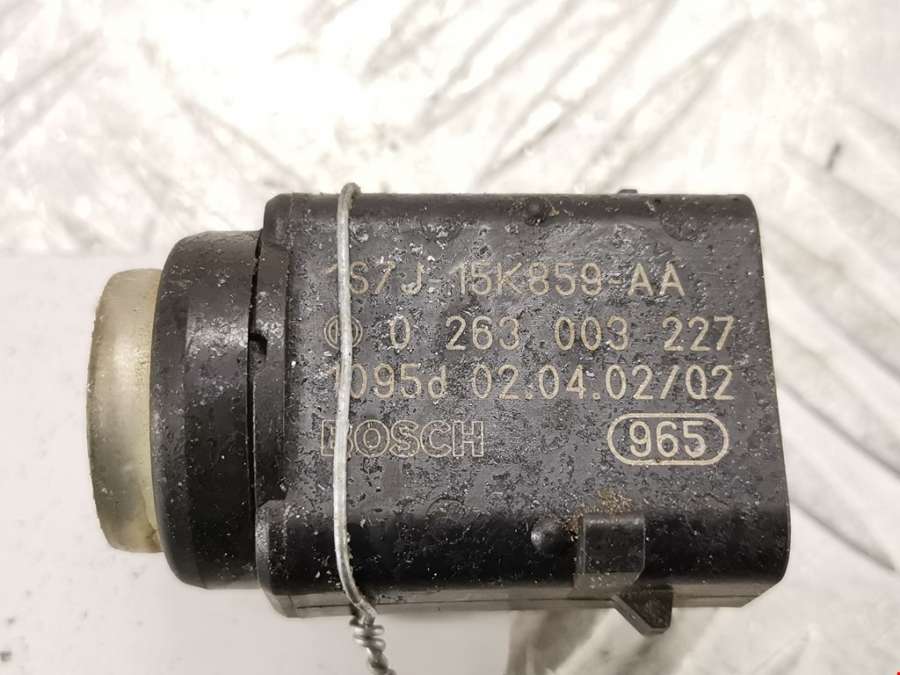 1S7J 15K859-AA
0 263 003 227
1095d 02.04.02/02
BOSCH 965